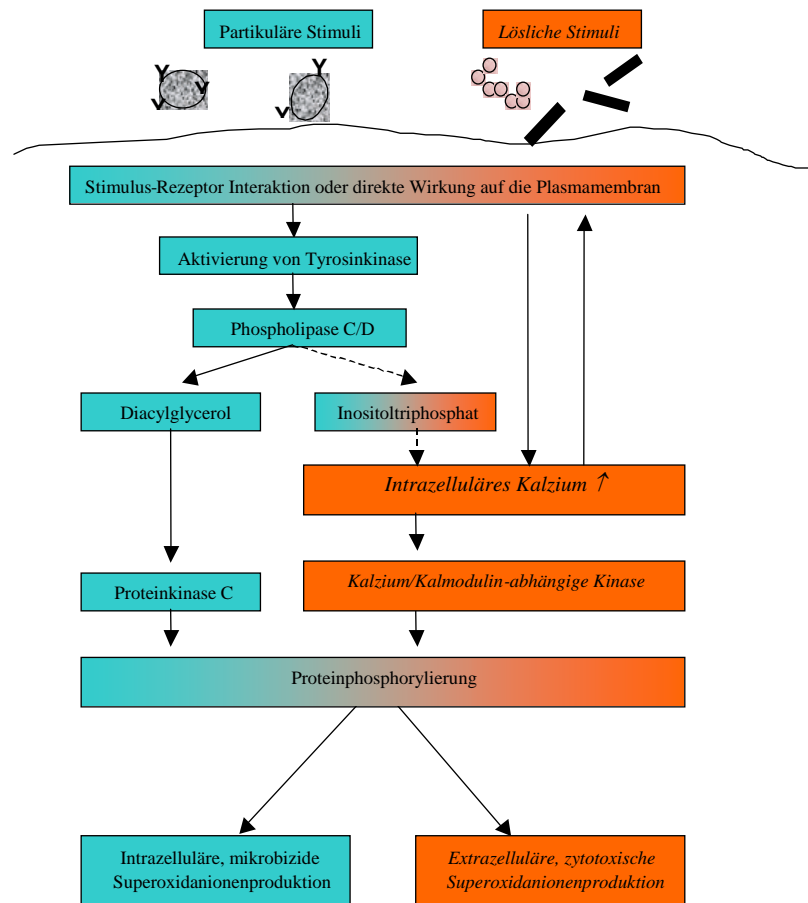 Partikuläre Stimuli
Lösliche Stimuli
Y
Y
Y
Y
Y
Stimulus-Rezeptor Interaktion oder direkte Wirkung auf die Plasmamembran
Aktivierung von Tyrosinkinase
Phospholipase C/D
Diacylglycerol
Inositoltriphosphat
Intrazelluläres Kalzium ↑
Kalzium/Kalmodulin-abhängige Kinase
Proteinkinase C
Proteinphosphorylierung
Intrazelluläre, mikrobizide
Superoxidanionenproduktion
Extrazelluläre, zytotoxische
Superoxidanionenproduktion